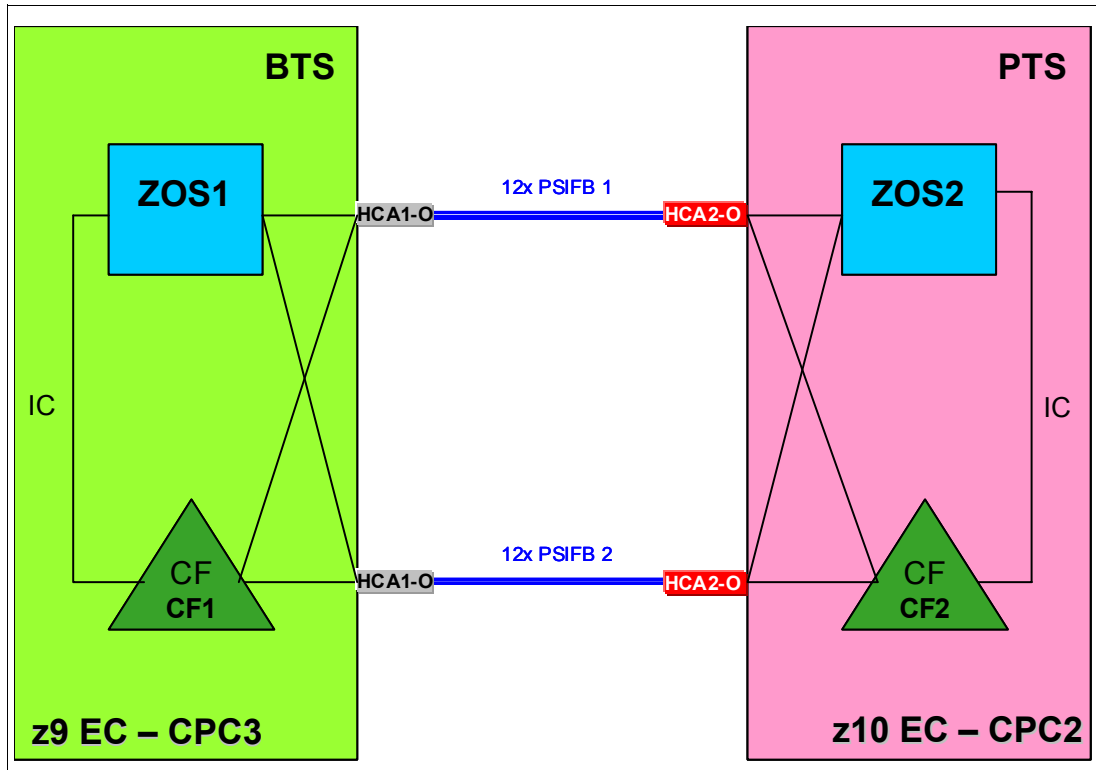 BTS
PTS
ZOS1
12x PSIFB 1
ZOS2
HCA1-O
HCA2-O
IC
IC
12x PSIFB 2
CF
CF1
HCA1-O
HCA2-O
CF
CF2
z9 EC – CPC3
z10 EC – CPC2